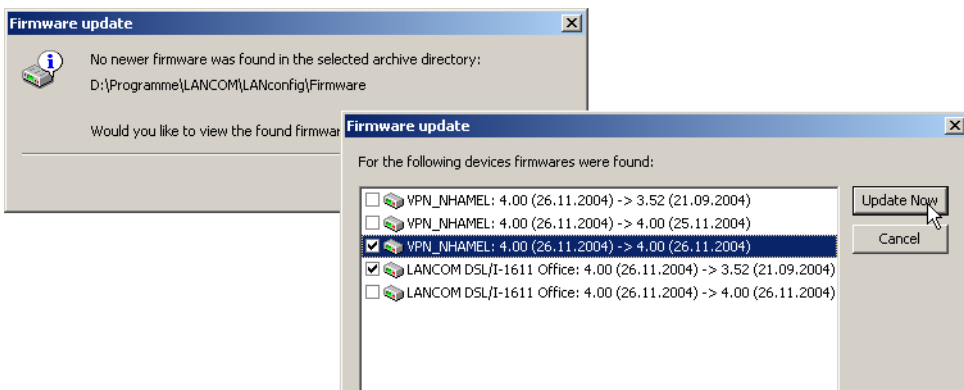 Firmware update
No newer firmware was found in the selected archive directory:
D:\Programme\LANCOM\LANconfig\Firmware
Would you like to view the found firmwar
Firmware update
For the following devices firmwares were found:
VPN_NHAMEL: 4.00 (26.11.2004) -> 3.52 (21.09.2004)
VPN_NHAMEL: 4.00 (26.11.2004) -> 4.00 (25.11.2004)
VPN_NHAMEL: 4.00 (26.11.2004) -> 4.00 (26.11.2004)
LANCOM DSL/I-1611 Office: 4.00 (26.11.2004) -> 3.52 (21.09.2004)
LANCOM DSL/I-1611 Office: 4.00 (26.11.2004) -> 4.00 (26.11.2004)
Update Now
Cancel